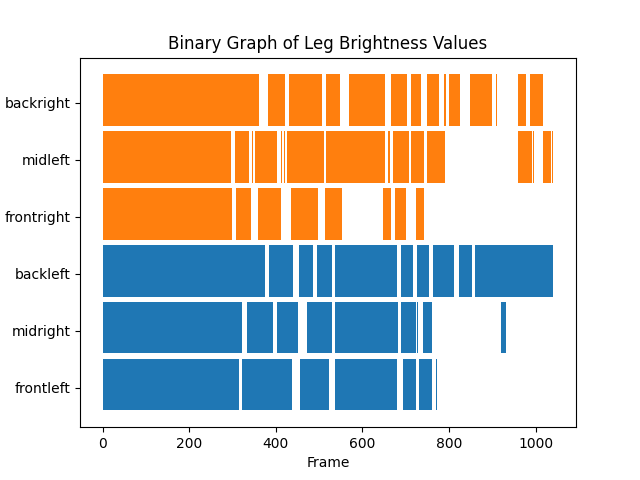 Binary Graph of Leg Brightness Values
backright
midleft
frontright
backleft
midright
frontleft
0 200 400 600 800 1000
Frame